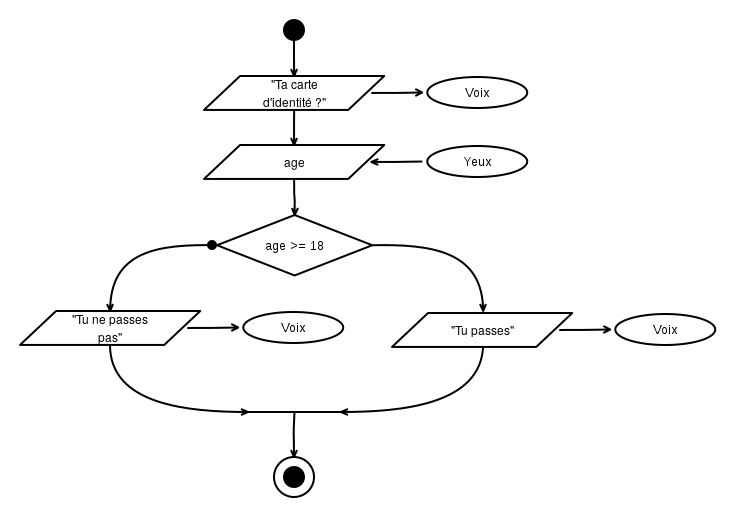 "Ta carte
d'identité ?"
Voix
age
Yeux
age >= 18
"Tu ne passes
pas"
Voix
"Tu passes"
Voix